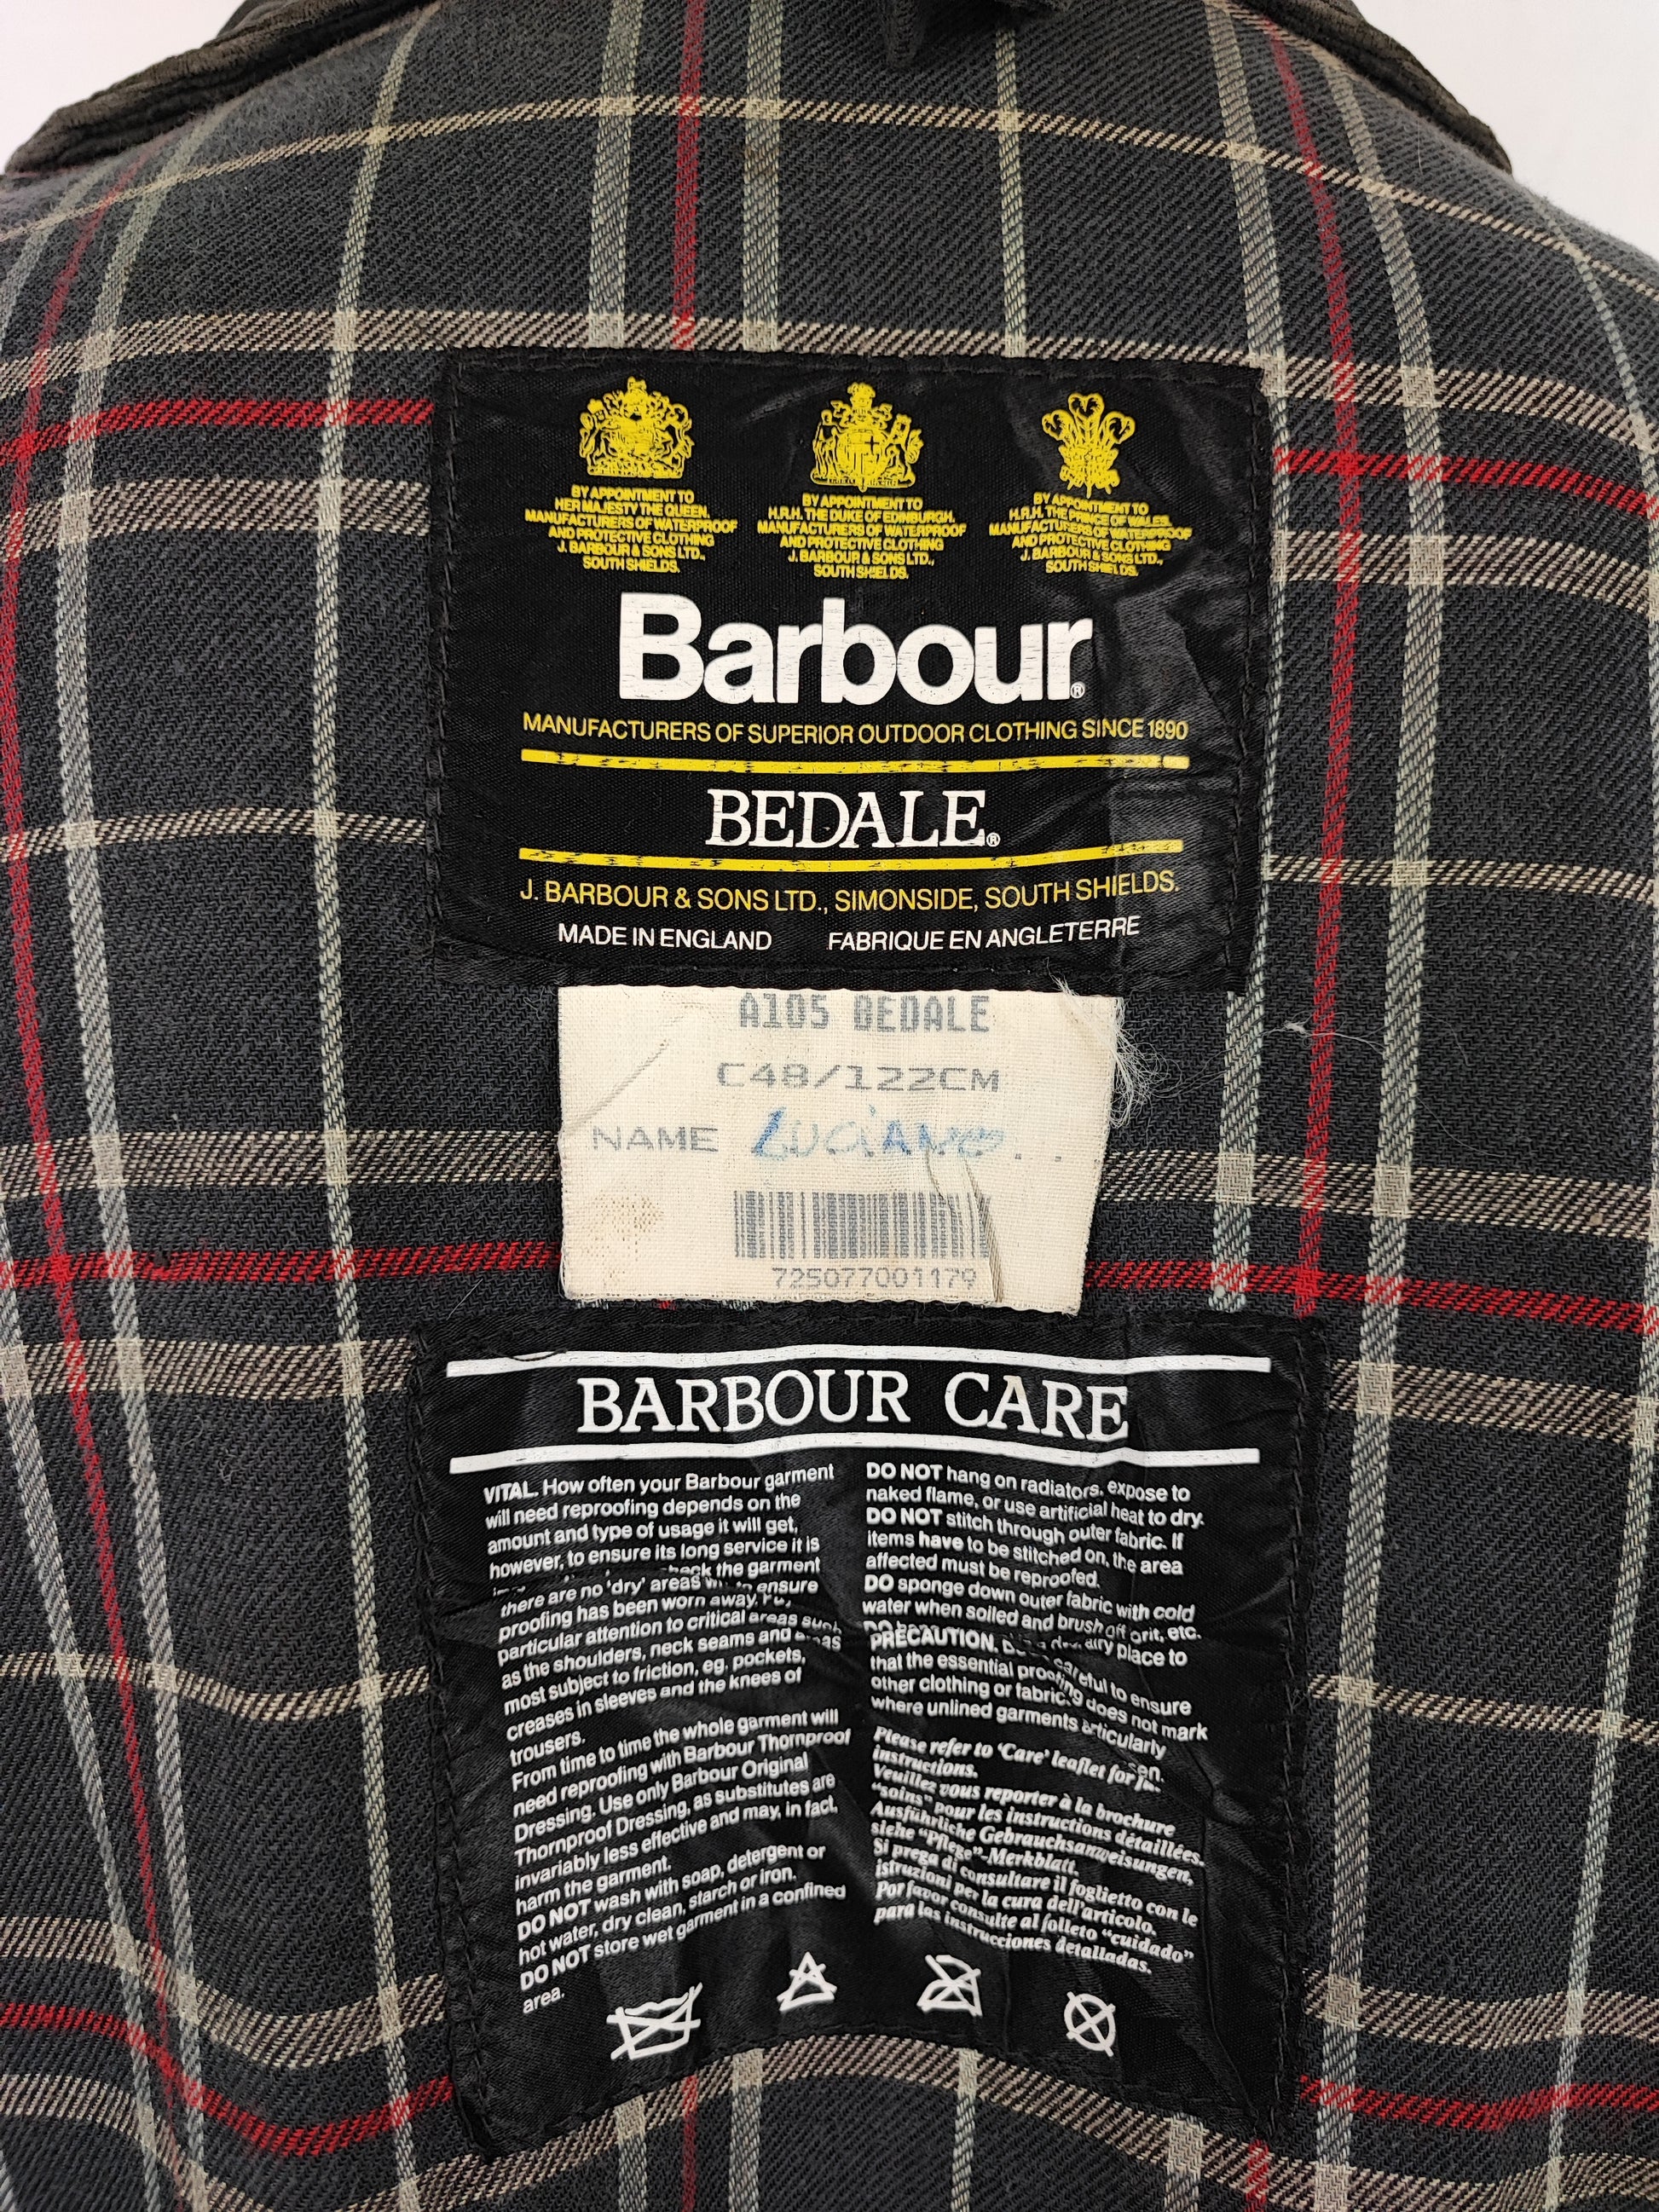 BY APPOINTMENT TO
HER MAJESTY THE QUEEN.
MANUFACTURERS OF WATERPROOF
AND PROTECTIVE CLOTHING
J. BARBOUR & SONS LTD.,
SOUTH SHIELDS.
BY APPOINTMENT TO
H.R.H. THE DUKE OF EDINBURGH.
MANUFACTURERS OF WATERPROOF
AND PROTECTIVE CLOTHING
J. BARBOUR & SONS LTD.,
SOUTH SHIELDS.
BY APPOINTMENT TO
H.R.H. THE PRINCE OF WALES.
MANUFACTURERS OF WATERPROOF
AND PROTECTIVE CLOTHING
J. BARBOUR & SONS LTD.,
SOUTH SHIELDS.
Barbour®
MANUFACTURERS OF SUPERIOR OUTDOOR CLOTHING SINCE 1890
BEDALE®
J. BARBOUR & SONS LTD., SIMONSIDE, SOUTH SHIELDS.
MADE IN ENGLAND FABRIQUE EN ANGLETERRE
A105 BEDALE
C48/122CM
NAME LUCiANO . .
725077001179
BARBOUR CARE
VITAL. How often your Barbour garment
will need reproofing depends on the
amount and type of usage it will get,
however, to ensure its long service it is
check the garment
there are no 'dry' areas ensure
proofing has been worn away.
particular attention to critical areas such
as the shoulders, neck seams and areas
most subject to friction, eg. pockets,
creases in sleeves and the knees of
trousers.
From time to time the whole garment will
need reproofing with Barbour Thornproof
Dressing. Use only Barbour Original
Thornproof Dressing, as substitutes are
invariably less effective and may, in fact,
harm the garment.
DO NOT wash with soap, detergent or
hot water, dry clean, starch or iron.
DO NOT store wet garment in a confined
area.
DO NOT hang on radiators, expose to
naked flame, or use artificial heat to dry.
DO NOT stitch through outer fabric. If
items have to be stitched on, the area
affected must be reproofed.
DO sponge down outer fabric with cold
water when soiled and brush off grit, etc.
airy place to
PRECAUTION. careful to ensure
that the essential proofing does not mark
other clothing or fabric
where unlined garments
Please refer to 'Care' leaflet for
instructions.
Veuillez vous reporter à la brochure
"soins" pour les instructions détaillées.
Ausführliche Gebrauchsanweisungen,
siehe "Pflege"-Merkblatt.
Si prega di consultare il foglietto con le
istruzioni per la cura dell'articolo.
Por favor consulte al folleto "cuidado"
para las instrucciones detalladas.